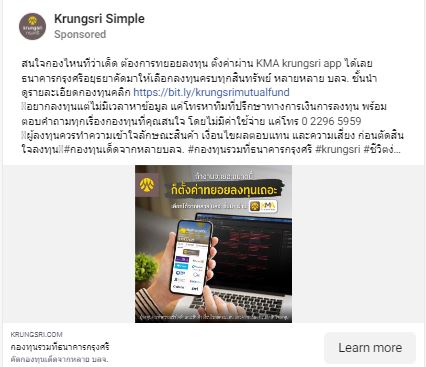 Krungsri Simple
Sponsored
สนใจกองไหนที่ว่าเด็ด ต้องการทยอยลงทุน ตั้งค่าผ่าน KMA krungsri app ได้เลย
ธนาคารกรุงศรีอยุธยาคัดมาให้เลือกลงทุนครบทุกสินทรัพย์ หลายหลาย บลจ. ชั้นนำ
ดูรายละเอียดกองทุนคลิก https://bit.ly/krungsrimutualfund
อยากลงทุนแต่ไม่มีเวลาหาข้อมูล แค่โทรหาทีมที่ปรึกษาทางการเงินการลงทุน พร้อม
ตอบคำถามทุกเรื่องกองทุนที่คุณสนใจ โดยไม่มีค่าใช้จ่าย แค่โทร 0 2296 5959
ผู้ลงทุนควรทำความเข้าใจลักษณะสินค้า เงื่อนไขผลตอบแทน และความเสี่ยง ก่อนตัดสิน
ใจลงทุน #กองทุนเด็ดจากหลายบลจ. #กองทุนรวมที่ธนาคารกรุงศรี #krungsri #ชีวิตง่...
ก็ตั้งค่าทยอยลงทุนเถอะ
KMA
KRUNGSRI.COM
กองทุนรวมที่ธนาคารกรุงศรี
คัดกองทุนเด็ดจากหลาย บลจ.
Learn more